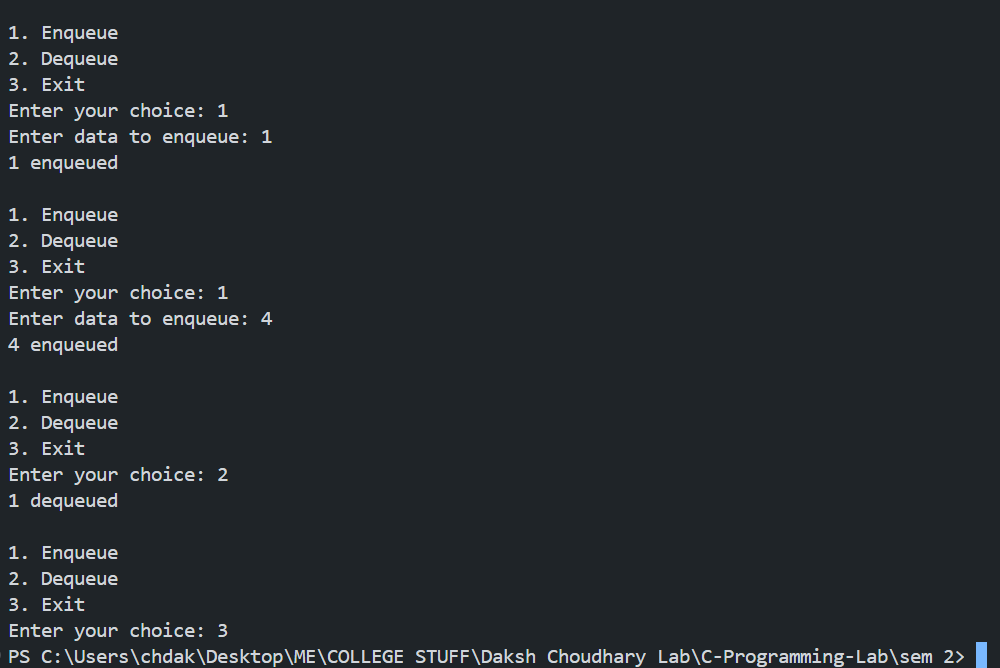 1. Enqueue
2. Dequeue
3. Exit
Enter your choice: 1
Enter data to enqueue: 1
1 enqueued
1. Enqueue
2. Dequeue
3. Exit
Enter your choice: 1
Enter data to enqueue: 4
4 enqueued
1. Enqueue
2. Dequeue
3. Exit
Enter your choice: 2
1 dequeued
1. Enqueue
2. Dequeue
3. Exit
Enter your choice: 3
PS C:\Users\chdak\Desktop\ME\COLLEGE STUFF\Daksh Choudhary Lab\C-Programming-Lab\sem 2>